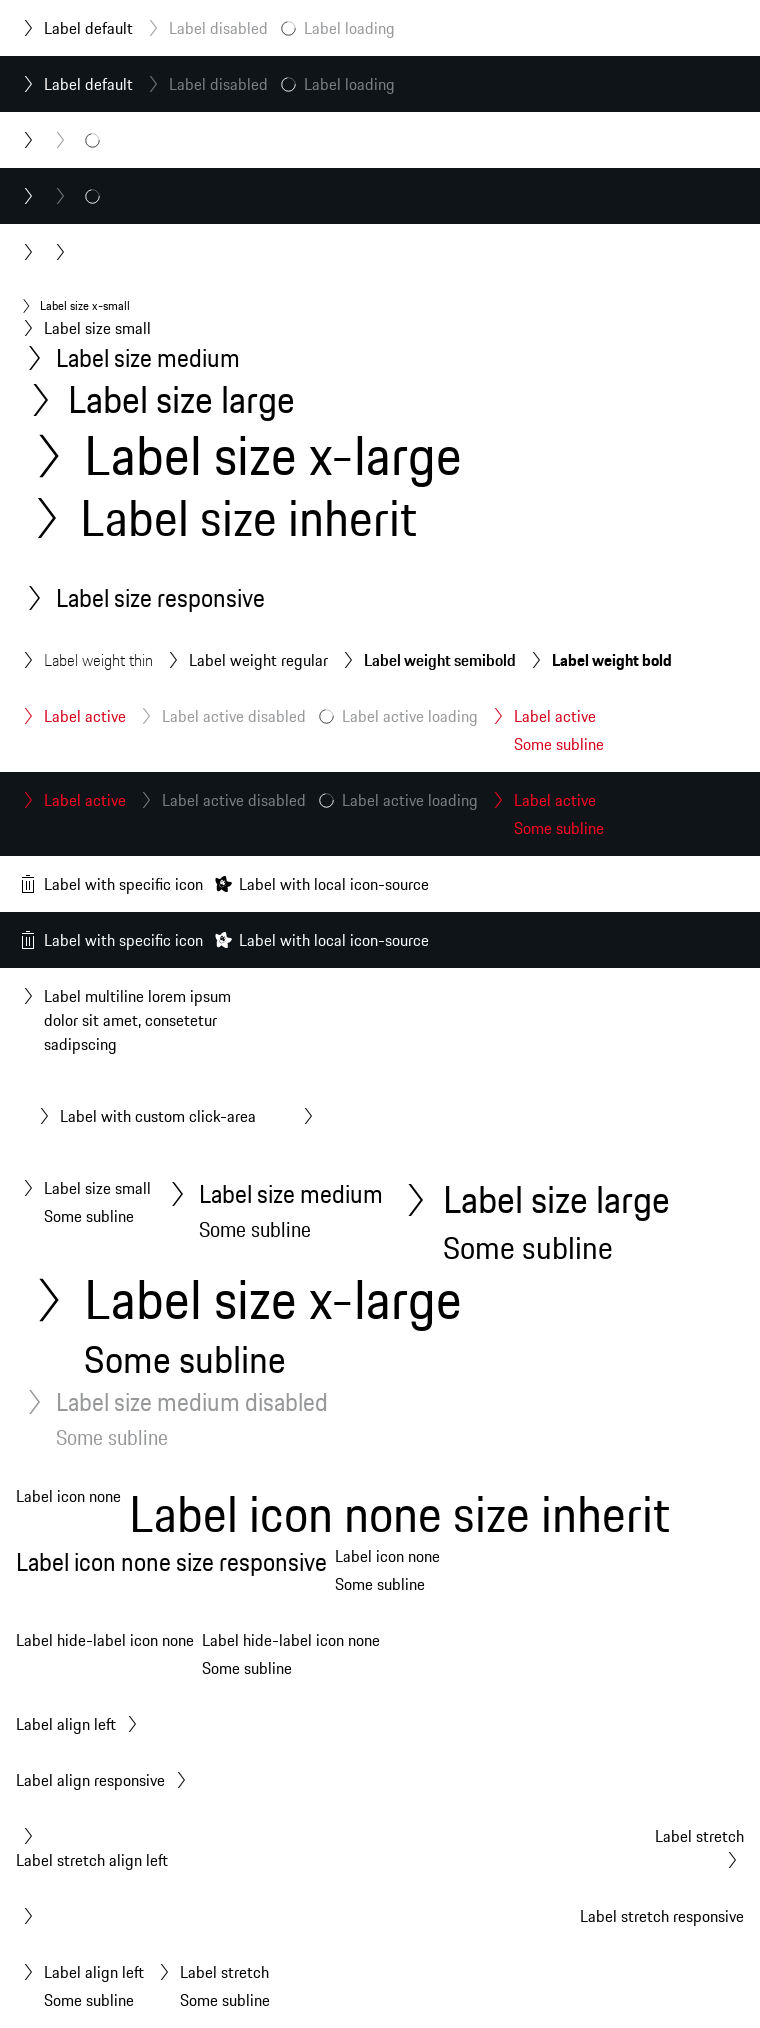 Label default Label disabled Label loading
Label default Label disabled Label loading
Label size x-small
Label size small
Label size medium
Label size large
Label size x-large
Label size inherit
Label size responsive
Label weight thin Label weight regular Label weight semibold Label weight bold
Label active Label active disabled Label active loading Label active
Some subline
Label active Label active disabled Label active loading Label active
Some subline
Label with specific icon Label with local icon-source
Label with specific icon Label with local icon-source
Label multiline lorem ipsum
dolor sit amet, consetetur
sadipscing
Label with custom click-area
Label size small Label size medium Label size large
Some subline Some subline Some subline
Label size x-large
Some subline
Label size medium disabled
Some subline
Label icon none Label icon none size inherit
Label icon none size responsive Label icon none
Some subline
Label hide-label icon none Label hide-label icon none
Some subline
Label align left
Label align responsive
Label stretch
Label stretch align left
Label stretch responsive
Label align left Label stretch
Some subline Some subline